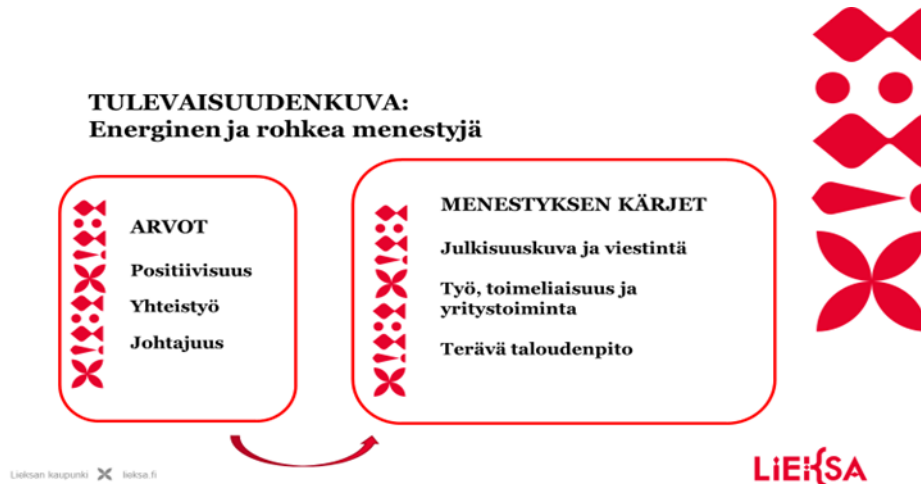 TULEVAISUUDENKUVA:
Energinen ja rohkea menestyjä
ARVOT
Positiivisuus
Yhteistyö
Johtajuus
MENESTYKSEN KÄRJET
Julkisuuskuva ja viestintä
Työ, toimeliaisuus ja
yritystoiminta
Terävä taloudenpito
Lieksan kaupunki lieksa.fi
LiEKSA